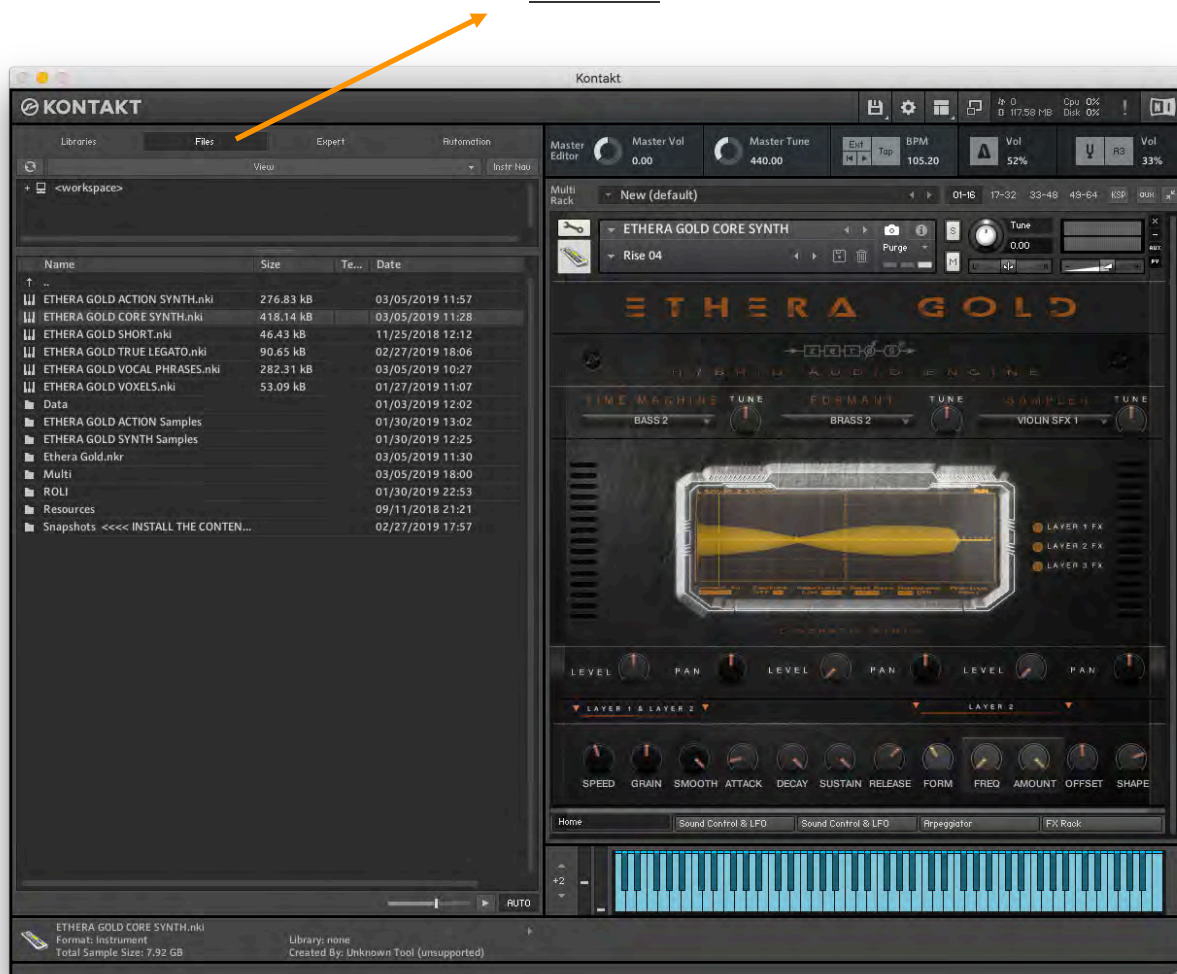 Kontakt
KONTAKT
0
117.58 MB
Cpu 0%
Disk 0%
!
Libraries Files Expert Automation
View Instr Nav
+ <workspace>
Name Size Te... Date
↑ ..
ETHERA GOLD ACTION SYNTH.nki 276.83 kB 03/05/2019 11:57
ETHERA GOLD CORE SYNTH.nki 418.14 kB 03/05/2019 11:28
ETHERA GOLD SHORT.nki 46.43 kB 11/25/2018 12:12
ETHERA GOLD TRUE LEGATO.nki 90.65 kB 02/27/2019 18:06
ETHERA GOLD VOCAL PHRASES.nki 282.31 kB 03/05/2019 10:27
ETHERA GOLD VOXELS.nki 53.09 kB 01/27/2019 11:07
Data 01/03/2019 12:02
ETHERA GOLD ACTION Samples 01/30/2019 13:02
ETHERA GOLD SYNTH Samples 01/30/2019 12:25
Ethera Gold.nkr 03/05/2019 11:30
Multi 03/05/2019 18:00
ROLI 01/30/2019 22:53
Resources 09/11/2018 21:21
Snapshots <<<< INSTALL THE CONTEN... 02/27/2019 17:57
AUTO
Master Editor
Master Vol
0.00
Master Tune
440.00
Ext
Tap
BPM
105.20
Vol
52%
A3
Vol
33%
Multi Rack
New (default)
01-16 17-32 33-48 49-64 KSP aux
ETHERA GOLD CORE SYNTH
Rise 04
Purge
S
M
Tune
0.00
AUX
PV
ETHERA GOLD
HYBRID AUDIO ENGINE
TIME MACHINE TUNE FORMANT TUNE SAMPLER TUNE
BASS 2 BRASS 2 VIOLIN SFX 1
LAYER 1 FX
LAYER 2 FX
LAYER 3 FX
LEVEL PAN LEVEL PAN LEVEL PAN
LAYER 1 & LAYER 2 LAYER 2
SPEED GRAIN SMOOTH ATTACK DECAY SUSTAIN RELEASE FORM FREQ AMOUNT OFFSET SHAPE
Home Sound Control & LFO Sound Control & LFO Arpeggiator FX Rack
+2
ETHERA GOLD CORE SYNTH.nki
Format: Instrument Library: none
Total Sample Size: 7.92 GB Created By: Unknown Tool (unsupported)